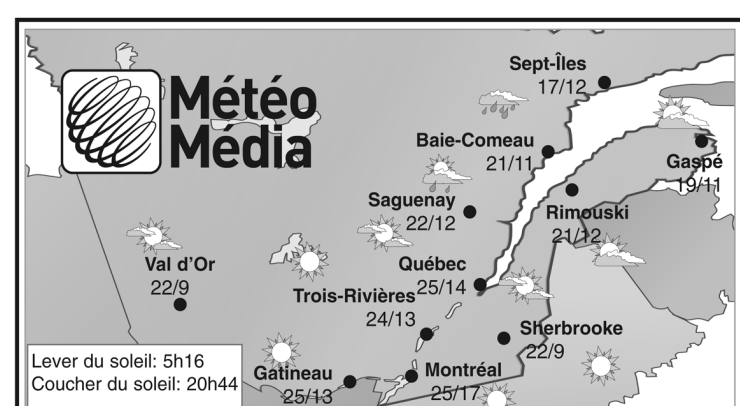 Météo
Média
Sept-Îles
17/12
Baie-Comeau
21/11
Gaspé
19/11
Saguenay
22/12
Rimouski
21/12
Val d'Or
22/9
Québec
25/14
Trois-Rivières
24/13
Sherbrooke
22/9
Lever du soleil: 5h16
Coucher du soleil: 20h44
Gatineau
25/13
Montréal
25/17